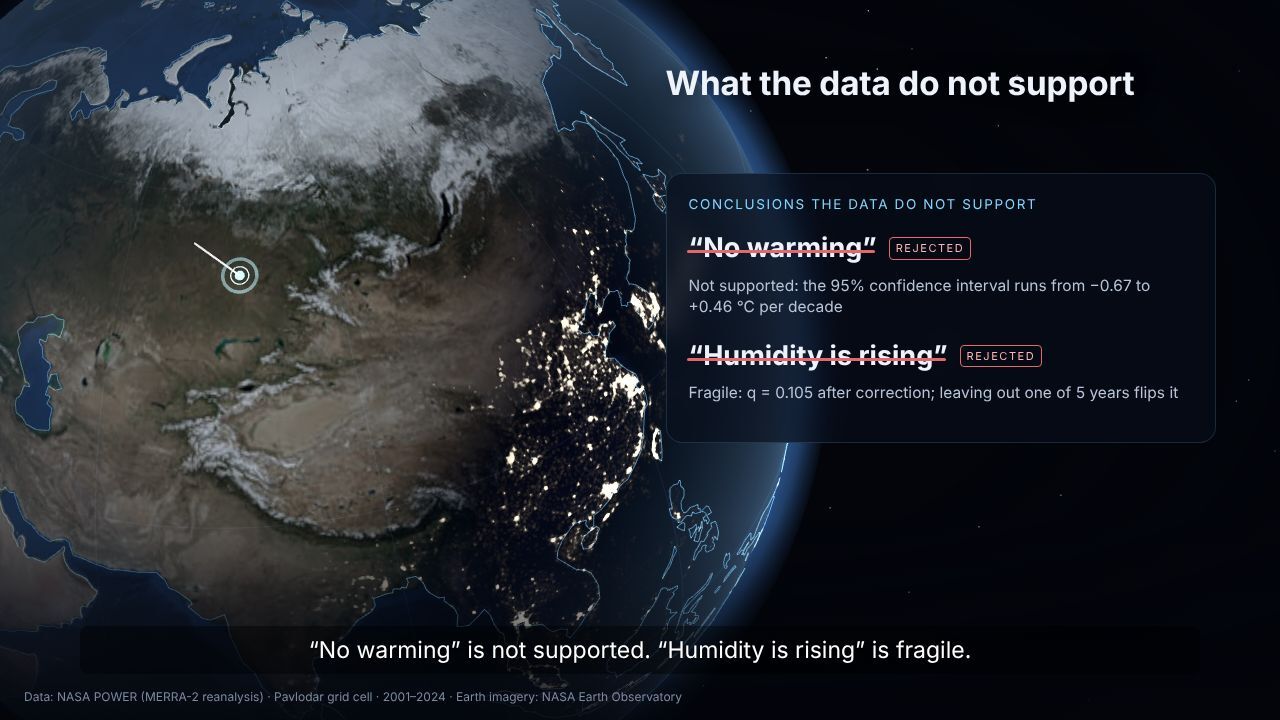 What the data do not support
CONCLUSIONS THE DATA DO NOT SUPPORT
“No warming” REJECTED
Not supported: the 95% confidence interval runs from −0.67 to
+0.46 °C per decade
“Humidity is rising” REJECTED
Fragile: q = 0.105 after correction; leaving out one of 5 years flips it
“No warming” is not supported. “Humidity is rising” is fragile.
Data: NASA POWER (MERRA-2 reanalysis) · Pavlodar grid cell · 2001–2024 · Earth imagery: NASA Earth Observatory